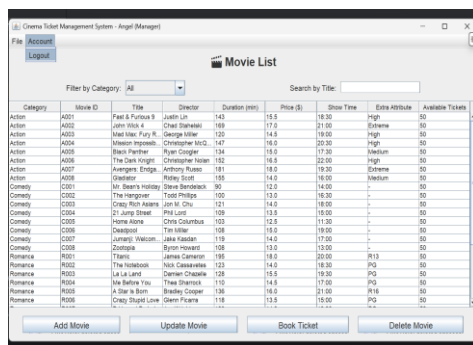 Cinema Ticket Management System - Angel (Manager)
File Account
Logout
Movie List
Filter by Category: All Search by Title:
Category Movie ID Title Director Duration (min) Price ($) Show Time Extra Attribute Available Tickets
Action A001 Fast & Furious 9 Justin Lin 143 15.5 18:30 High 50
Action A002 John Wick 4 Chad Stahelski 169 17.0 21:00 Extreme 50
Action A003 Mad Max: Fury R... George Miller 120 14.5 19:00 High 50
Action A004 Mission Impossib... Christopher McQ... 147 16.0 20:30 High 50
Action A005 Black Panther Ryan Coogler 134 15.0 17:30 Medium 50
Action A006 The Dark Knight Christopher Nolan 152 16.5 22:00 High 50
Action A007 Avengers: Endga... Anthony Russo 181 18.0 19:30 Extreme 50
Action A008 Gladiator Ridley Scott 155 14.0 16:00 Medium 50
Comedy C001 Mr. Bean's Holiday Steve Bendelack 90 12.0 14:00 - 50
Comedy C002 The Hangover Todd Phillips 100 13.0 16:30 - 50
Comedy C003 Crazy Rich Asians Jon M. Chu 121 14.0 18:00 - 50
Comedy C004 21 Jump Street Phil Lord 109 13.5 15:00 - 50
Comedy C005 Home Alone Chris Columbus 103 12.5 11:30 - 50
Comedy C006 Deadpool Tim Miller 108 15.0 19:00 - 50
Comedy C007 Jumanji: Welcom... Jake Kasdan 119 14.0 17:00 - 50
Comedy C008 Zootopia Byron Howard 108 13.0 13:00 - 50
Romance R001 Titanic James Cameron 195 18.0 20:00 R13 50
Romance R002 The Notebook Nick Cassavetes 123 14.0 18:30 PG 50
Romance R003 La La Land Damien Chazelle 128 15.5 19:30 PG 50
Romance R004 Me Before You Thea Sharrock 110 14.5 17:00 PG 50
Romance R005 A Star Is Born Bradley Cooper 136 16.0 21:00 R16 50
Romance R006 Crazy Stupid Love Glenn Ficarra 118 13.5 15:00 PG 50
Add Movie Update Movie Book Ticket Delete Movie